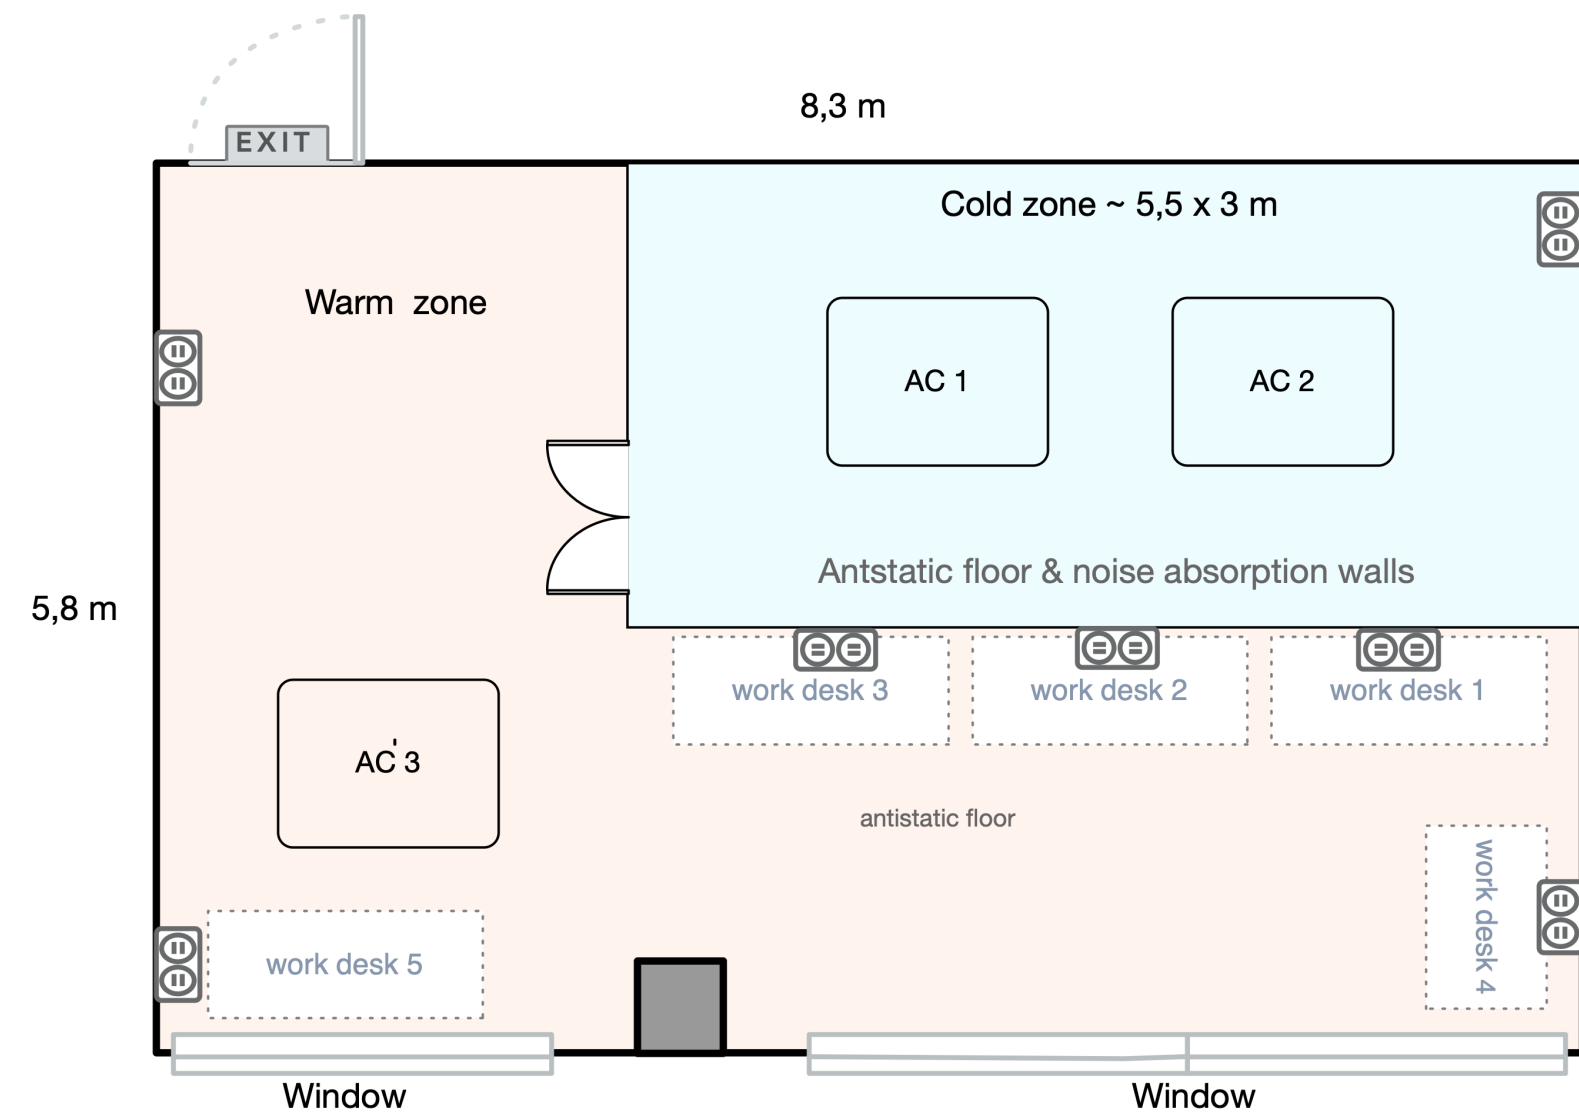 8,3 m
EXIT
Cold zone ~ 5,5 x 3 m
Warm zone
AC 1
AC 2
Antstatic floor & noise absorption walls
5,8 m
work desk 3
work desk 2
work desk 1
AC 3
antistatic floor
work desk 4
work desk 5
Window
Window